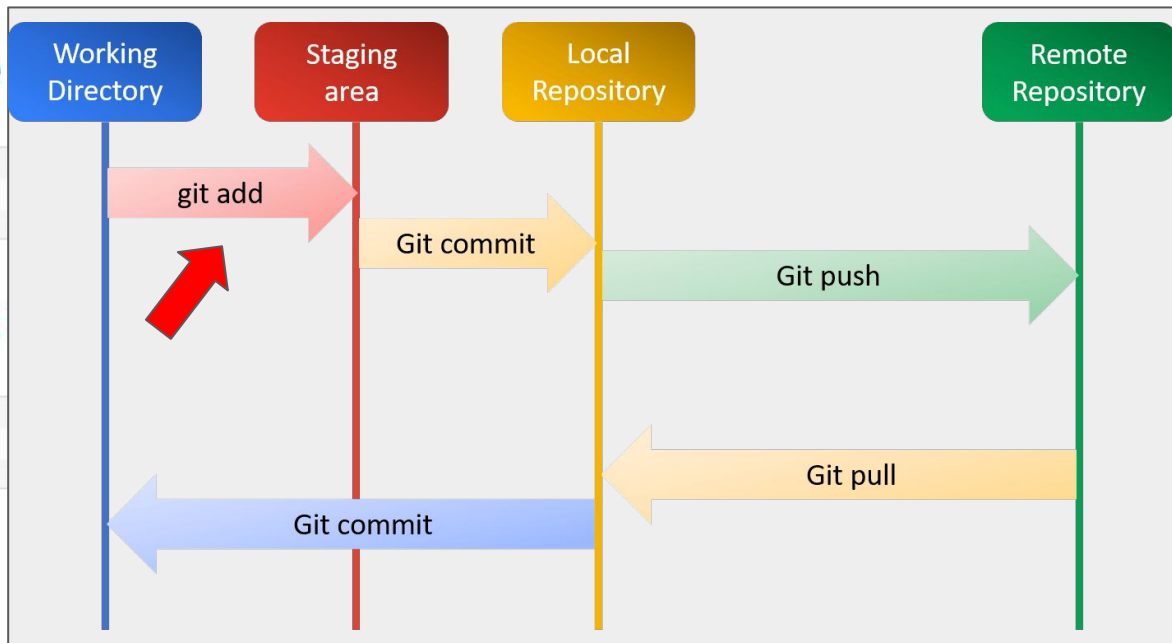 Working
Directory
Staging
area
Local
Repository
Remote
Repository
git add
Git commit
Git push
Git pull
Git commit